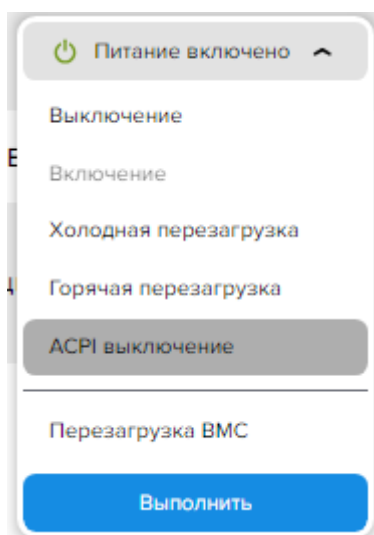 Питание включено
Выключение
Включение
Холодная перезагрузка
Горячая перезагрузка
ACPI выключение
Перезагрузка BMC
Выполнить